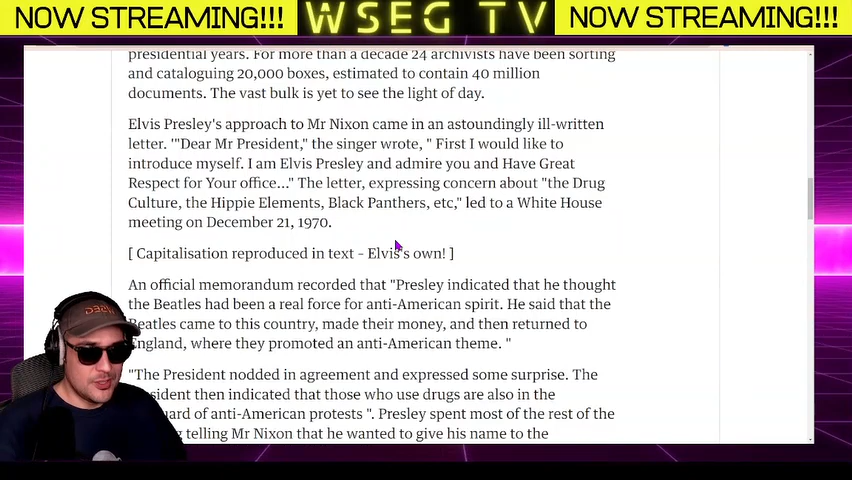 NOW STREAMING!!!
WSEG TV
NOW STREAMING!!!
presidential years. For more than a decade 24 archivists have been sorting
and cataloguing 20,000 boxes, estimated to contain 40 million
documents. The vast bulk is yet to see the light of day.
Elvis Presley's approach to Mr Nixon came in an astoundingly ill-written
letter. '"Dear Mr President," the singer wrote, " First I would like to
introduce myself. I am Elvis Presley and admire you and Have Great
Respect for Your office..." The letter, expressing concern about "the Drug
Culture, the Hippie Elements, Black Panthers, etc," led to a White House
meeting on December 21, 1970.
[ Capitalisation reproduced in text – Elvis's own! ]
An official memorandum recorded that "Presley indicated that he thought
the Beatles had been a real force for anti-American spirit. He said that the
Beatles came to this country, made their money, and then returned to
England, where they promoted an anti-American theme. "
"The President nodded in agreement and expressed some surprise. The
President then indicated that those who use drugs are also in the
of anti-American protests ". Presley spent most of the rest of the
telling Mr Nixon that he wanted to give his name to the
WSEG